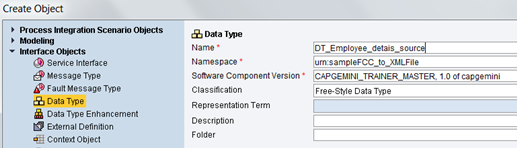 Create Object
Process Integration Scenario Objects
Modeling
Interface Objects
Service Interface
Message Type
Fault Message Type
Data Type
Data Type Enhancement
External Definition
Context Object
Data Type
Name * DT_Employee_detais_source
Namespace * urn:sampleFCC_to_XMLFile
Software Component Version * CAPGEMINI_TRAINER_MASTER, 1.0 of capgemini
Classification Free-Style Data Type
Representation Term
Description
Folder